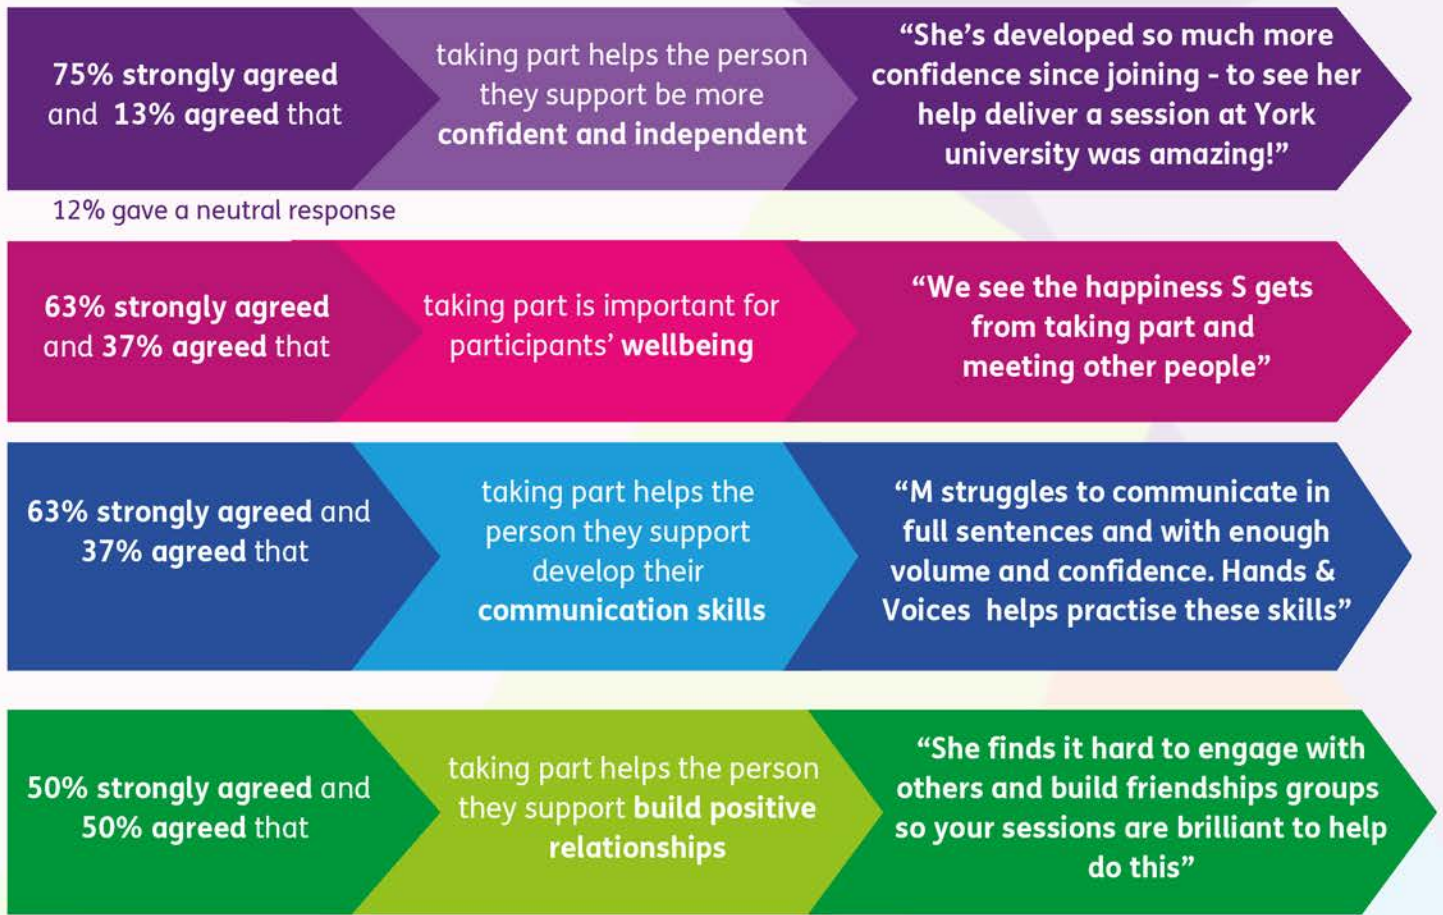 75% strongly agreed
and 13% agreed that
taking part helps the person
they support be more
confident and independent
“She’s developed so much more
confidence since joining - to see her
help deliver a session at York
university was amazing!”
12% gave a neutral response
63% strongly agreed
and 37% agreed that
taking part is important for
participants’ wellbeing
“We see the happiness S gets
from taking part and
meeting other people”
63% strongly agreed and
37% agreed that
taking part helps the
person they support
develop their
communication skills
“M struggles to communicate in
full sentences and with enough
volume and confidence. Hands &
Voices helps practise these skills”
50% strongly agreed and
50% agreed that
taking part helps the person
they support build positive
relationships
“She finds it hard to engage with
others and build friendships groups
so your sessions are brilliant to help
do this”